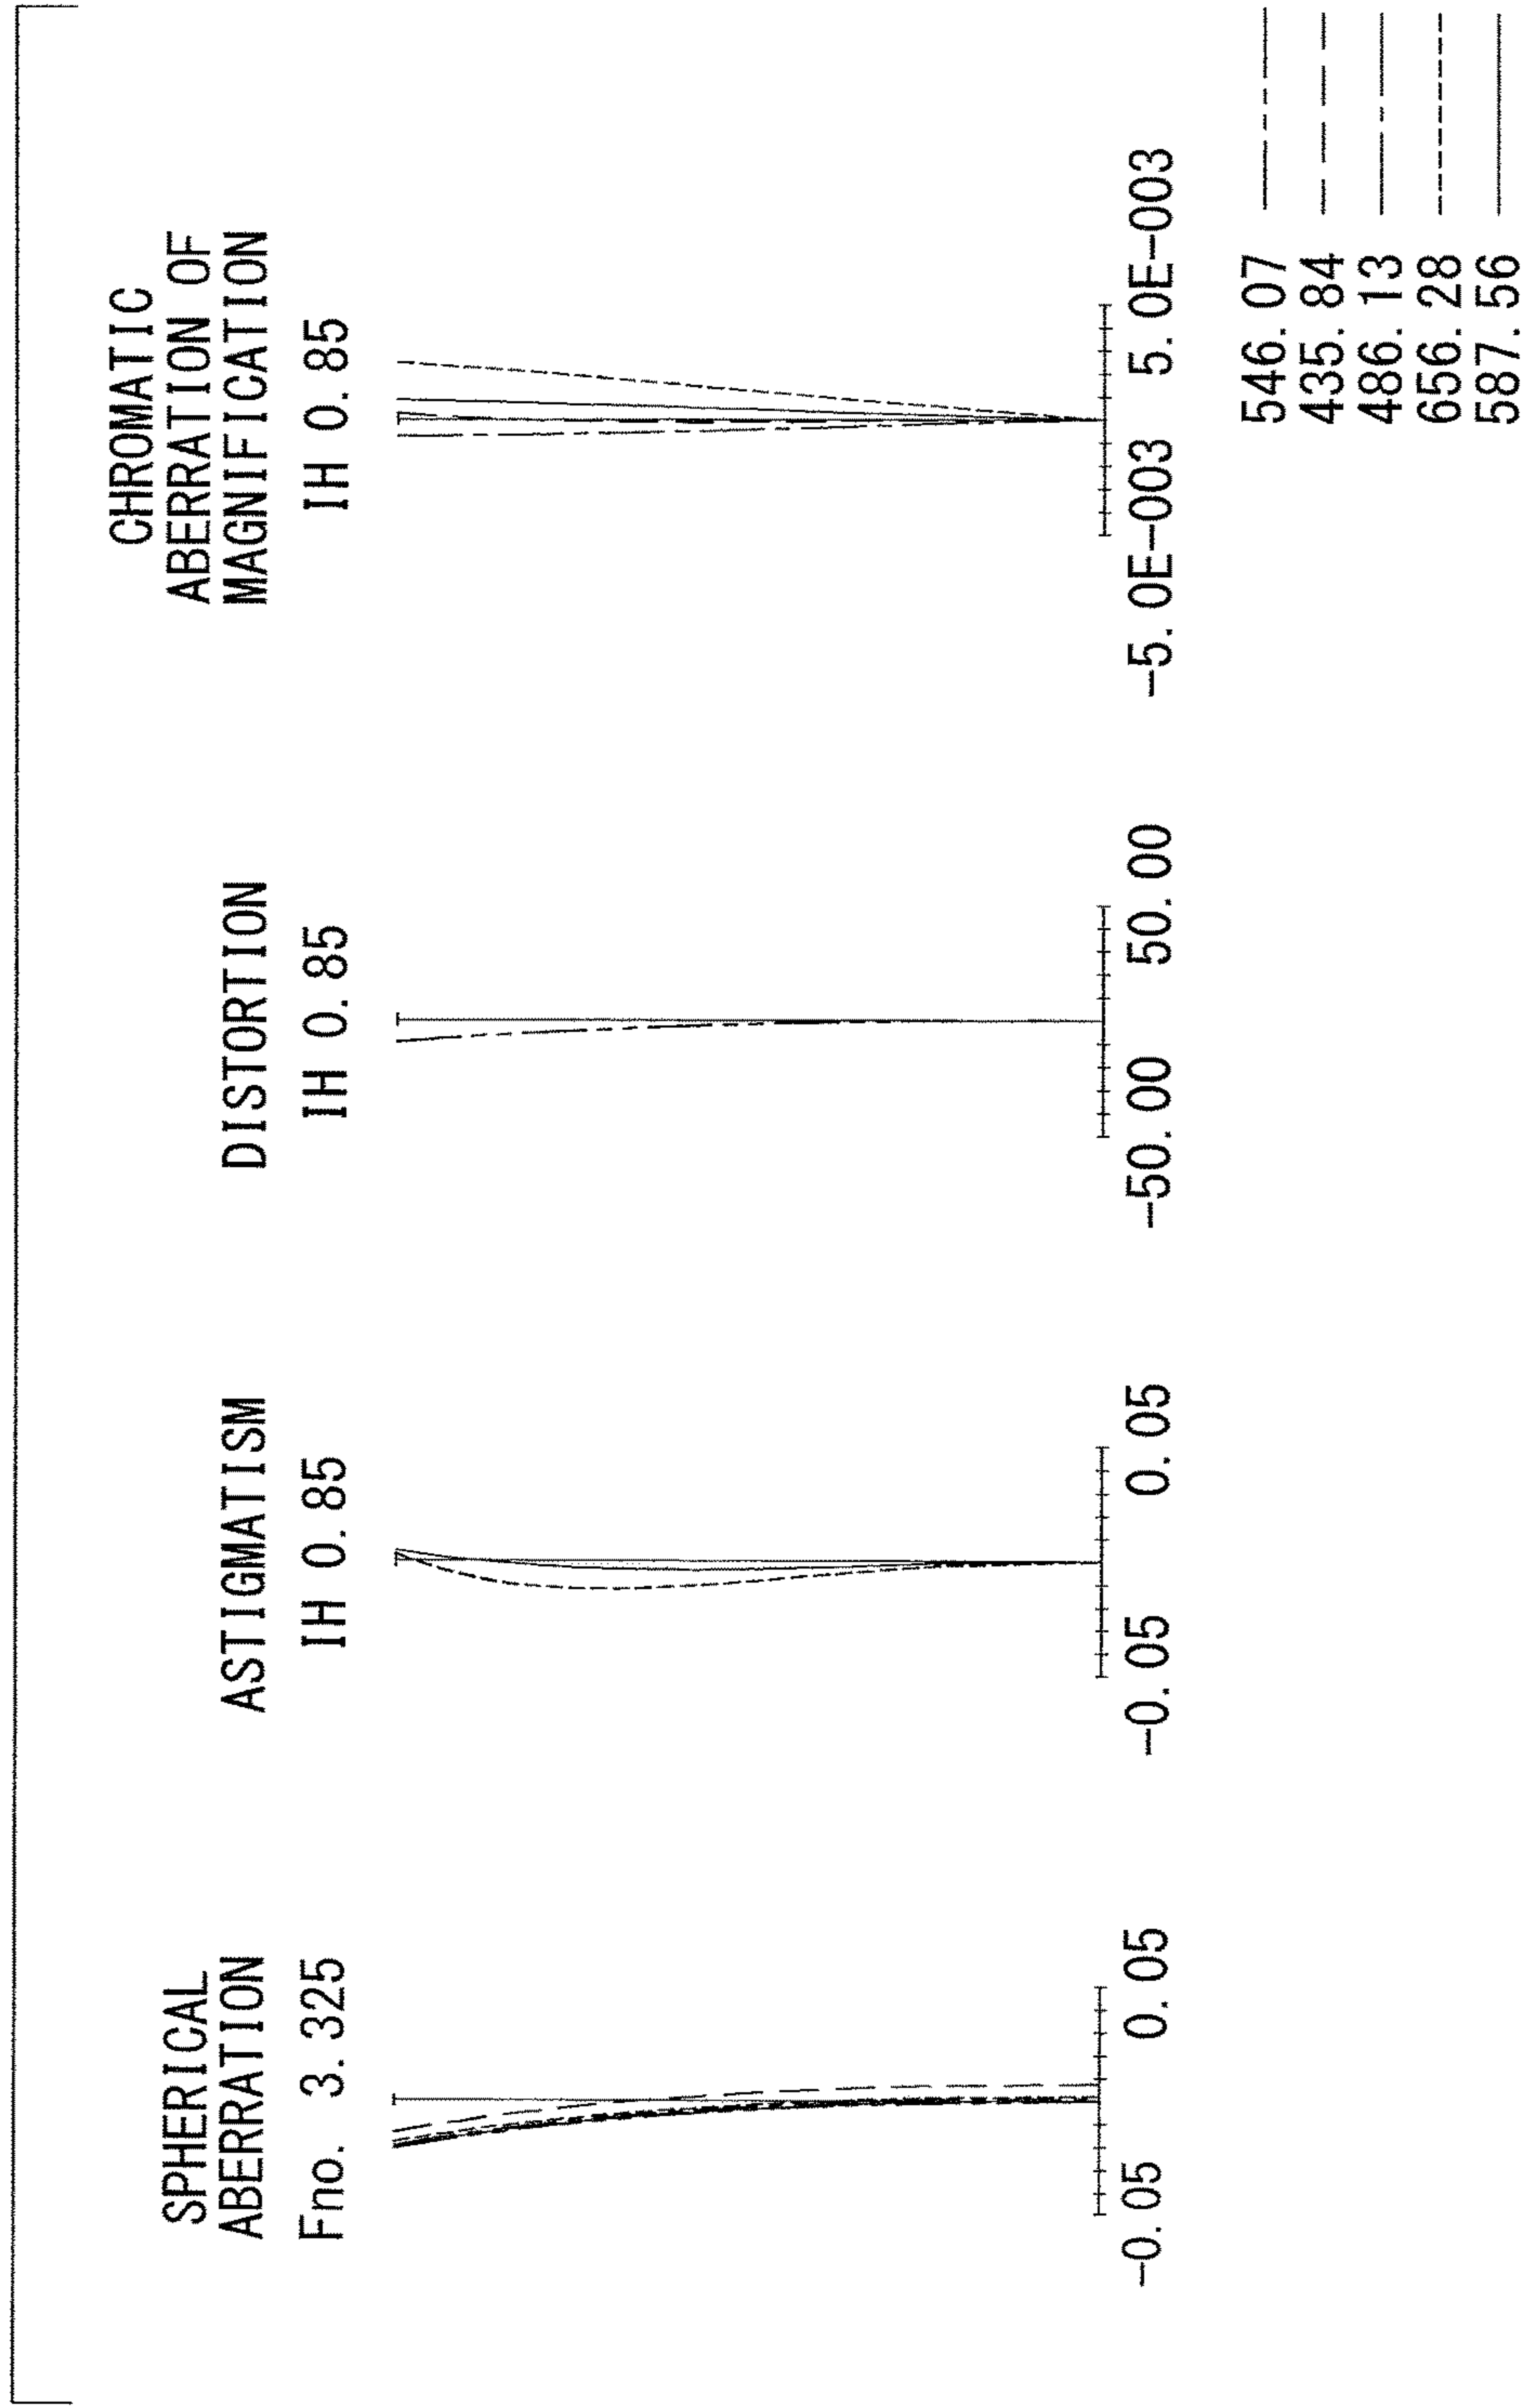 SPHERICAL
ABERRATION
Fno. 3.325
-0.05 0.05
ASTIGMATISM
IH 0.85
-0.05 0.05
DISTORTION
IH 0.85
-50.00 50.00
CHROMATIC
ABERRATION OF
MAGNIFICATION
IH 0.85
-5.0E-003 5.0E-003
546.07
435.84
486.13
656.28
587.56